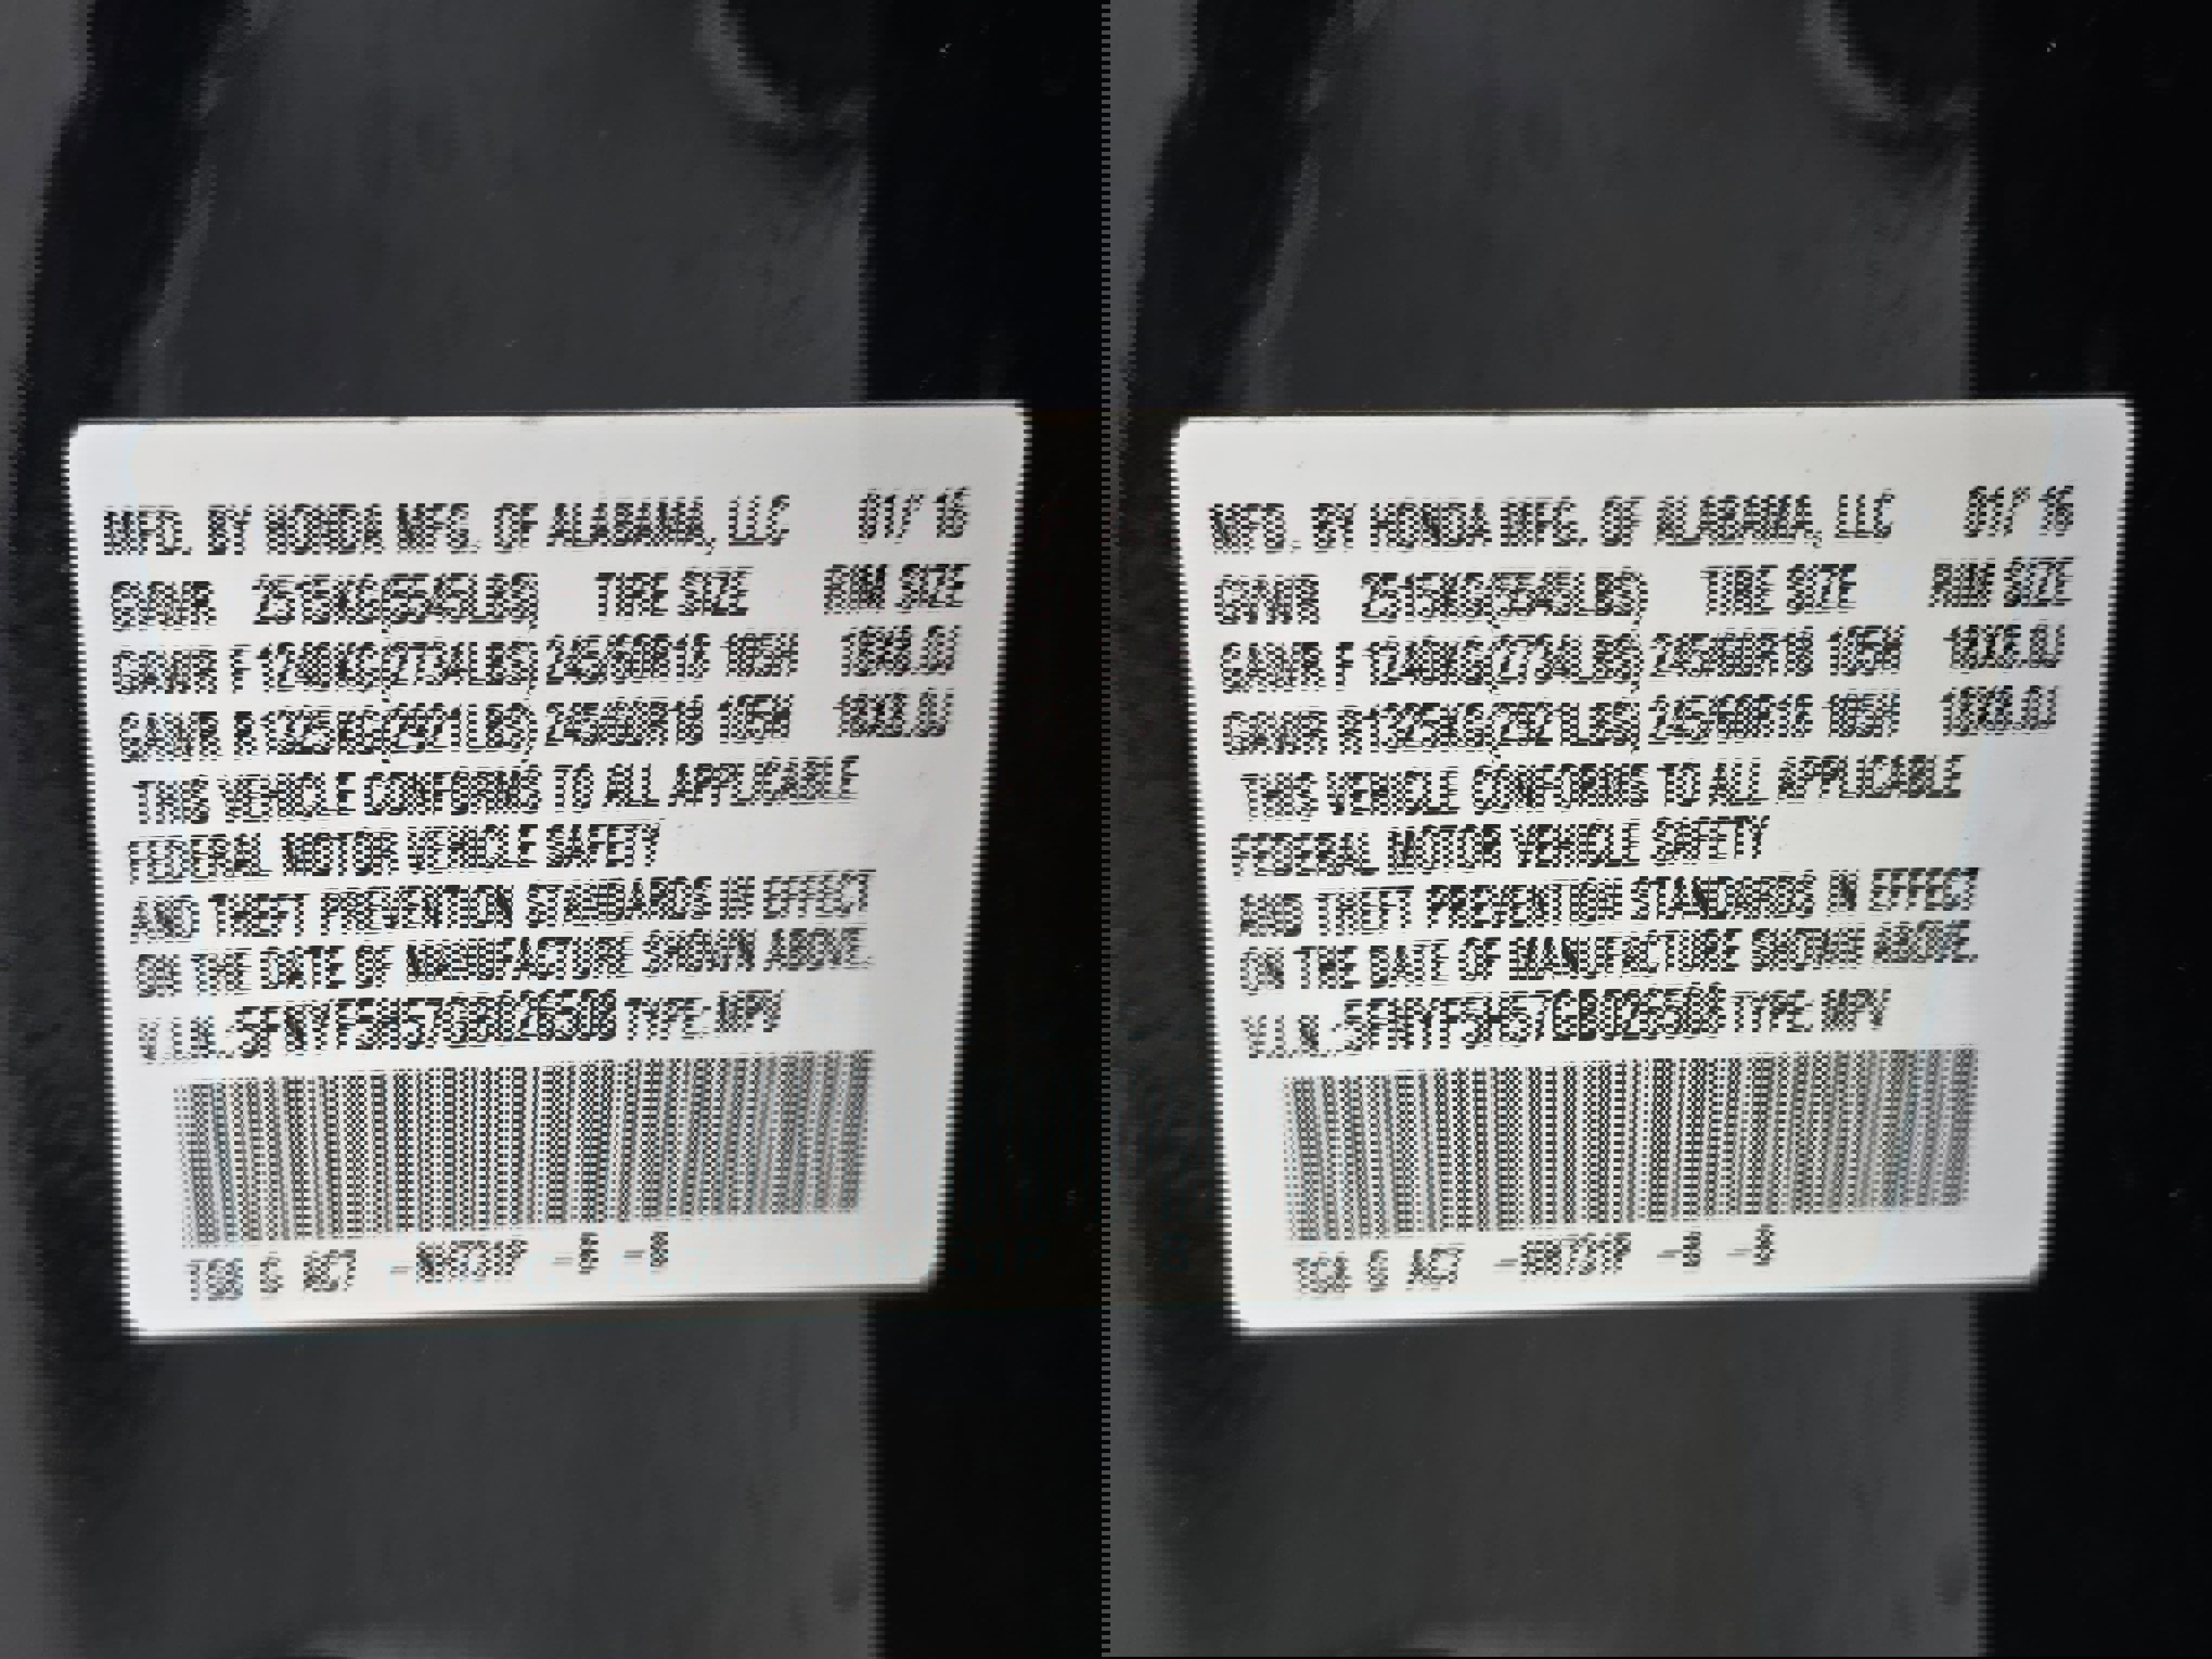 MFD. BY HONDA MFG. OF ALABAMA, LLC 01/' 16
GVWR 2515KG(5545LBS) TIRE SIZE RIM SIZE
GAWR F 1240KG(2734LBS) 245/60R18 105H 18X8.0J
GAWR R 1325KG(2921LBS) 245/60R18 105H 18X8.0J
THIS VEHICLE CONFORMS TO ALL APPLICABLE
FEDERAL MOTOR VEHICLE SAFETY
AND THEFT PREVENTION STANDARDS IN EFFECT
ON THE DATE OF MANUFACTURE SHOWN ABOVE.
V.I.N.:5FNYF5H57GB026508 TYPE: MPV
TGA G AC7 -NH731P -B -B
MFD. BY HONDA MFG. OF ALABAMA, LLC 01/' 16
GVWR 2515KG(5545LBS) TIRE SIZE RIM SIZE
GAWR F 1240KG(2734LBS) 245/60R18 105H 18X8.0J
GAWR R 1325KG(2921LBS) 245/60R18 105H 18X8.0J
THIS VEHICLE CONFORMS TO ALL APPLICABLE
FEDERAL MOTOR VEHICLE SAFETY
AND THEFT PREVENTION STANDARDS IN EFFECT
ON THE DATE OF MANUFACTURE SHOWN ABOVE.
V.I.N.:5FNYF5H57GB026508 TYPE: MPV
TGA G AC7 -NH731P -B -B